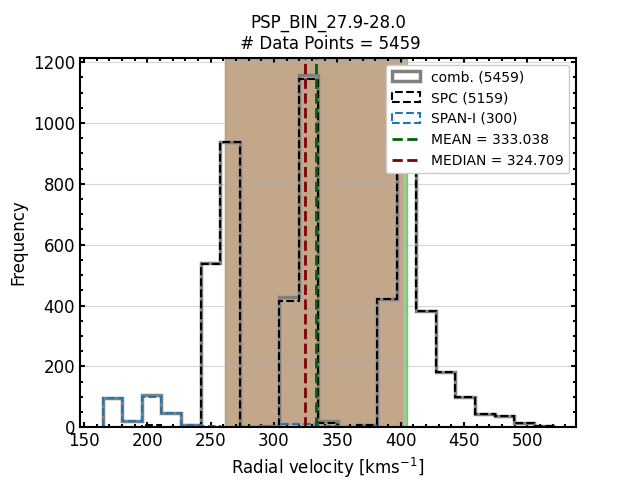 PSP_BIN_27.9-28.0
# Data Points = 5459
1200
1000
800
600
400
200
0
Frequency
comb. (5459)
SPC (5159)
SPAN-I (300)
MEAN = 333.038
MEDIAN = 324.709
150 200 250 300 350 400 450 500
Radial velocity [kms⁻¹]